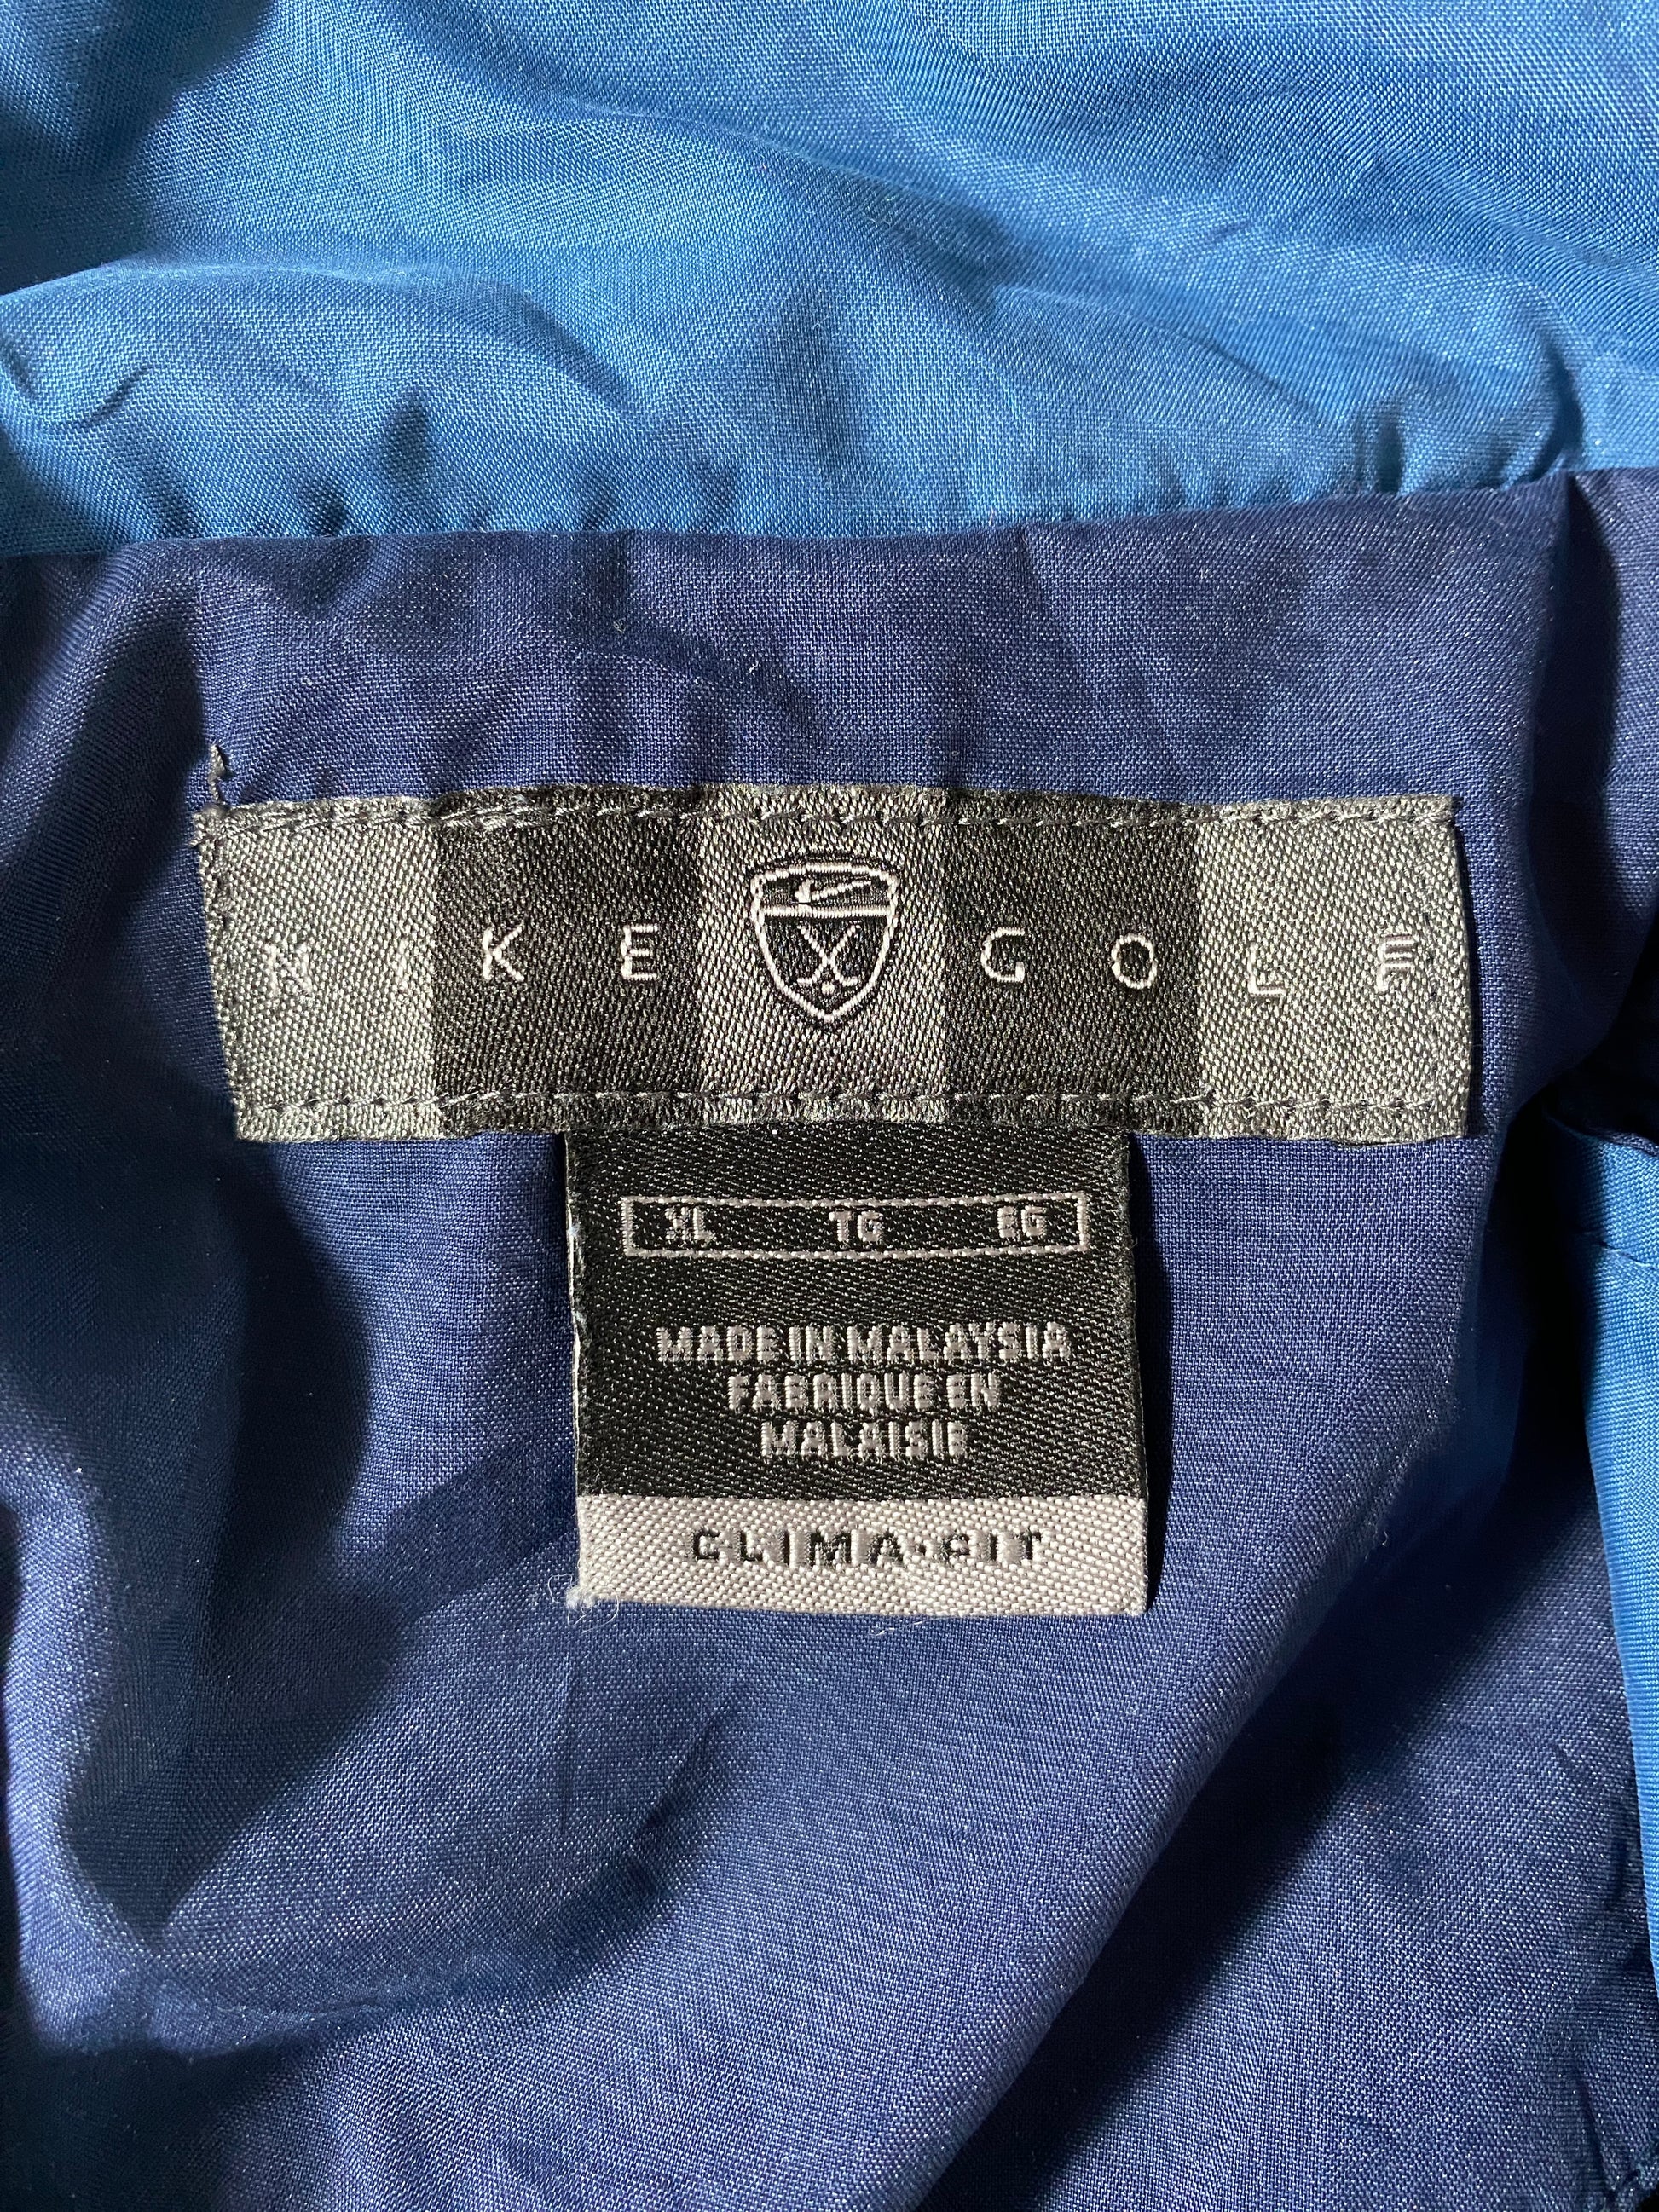 NIKE GOLF
XL TG EG
MADE IN MALAYSIA
FABRIQUE EN
MALAISIE
CLIMA•FIT